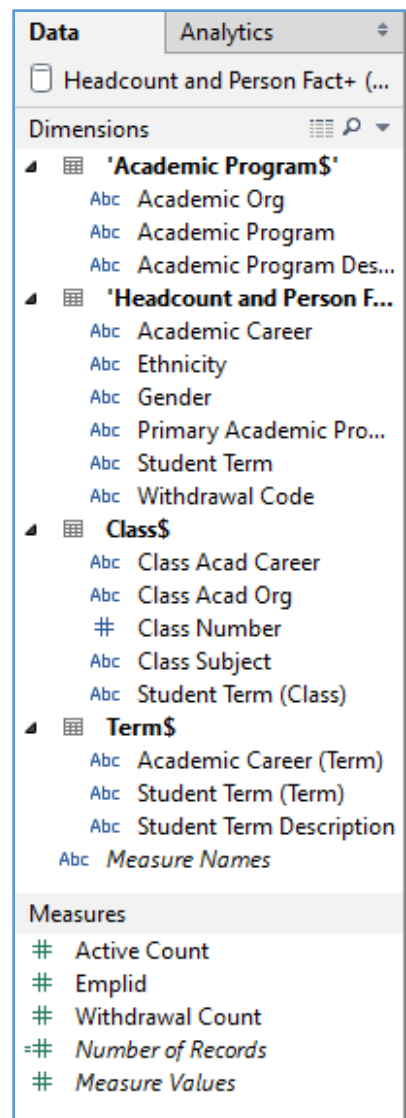 Data Analytics
Headcount and Person Fact+ (...
Dimensions
'Academic Program$'
Abc Academic Org
Abc Academic Program
Abc Academic Program Des...
'Headcount and Person F...
Abc Academic Career
Abc Ethnicity
Abc Gender
Abc Primary Academic Pro...
Abc Student Term
Abc Withdrawal Code
Class$
Abc Class Acad Career
Abc Class Acad Org
# Class Number
Abc Class Subject
Abc Student Term (Class)
Term$
Abc Academic Career (Term)
Abc Student Term (Term)
Abc Student Term Description
Abc Measure Names
Measures
# Active Count
# Emplid
# Withdrawal Count
=# Number of Records
# Measure Values